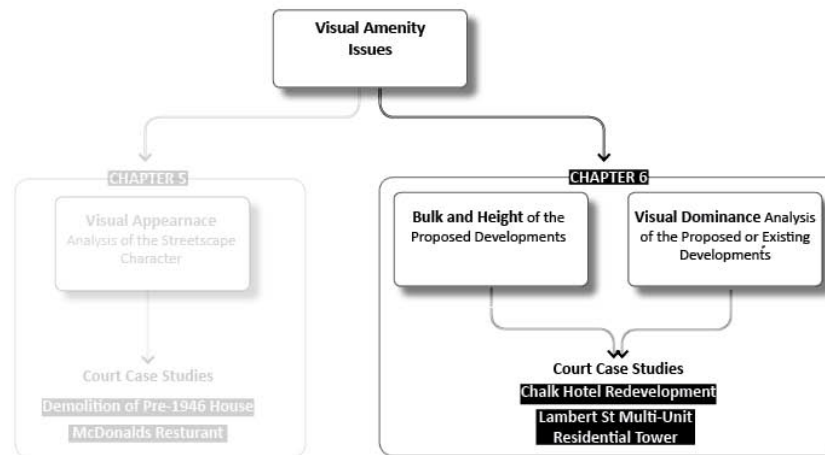 Visual Amenity
Issues
CHAPTER 5
Visual Appearnace
Analysis of the Streetscape
Character
Court Case Studies
Demolition of Pre-1946 House
McDonalds Resturant
CHAPTER 6
Bulk and Height of the
Proposed Developments
Visual Dominance Analysis
of the Proposed or Existing
Developments
Court Case Studies
Chalk Hotel Redevelopment
Lambert St Multi-Unit
Residential Tower